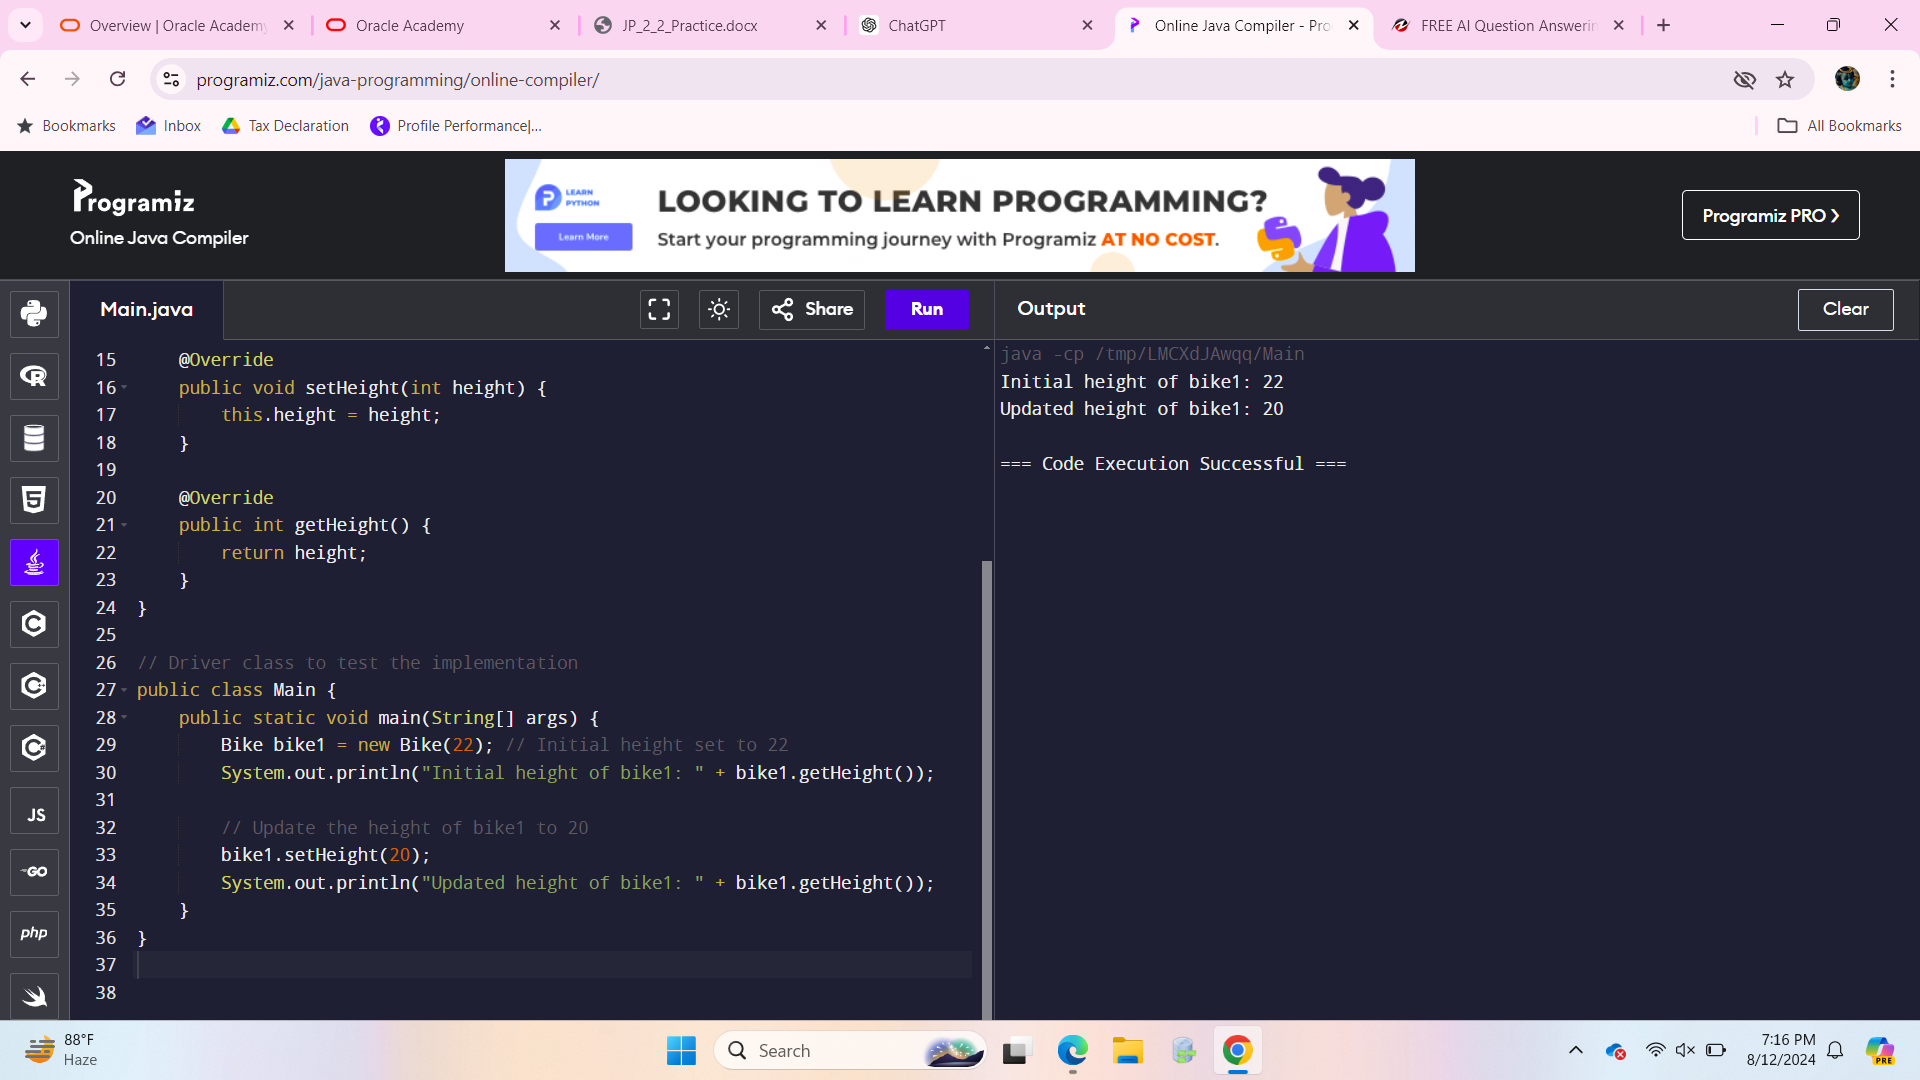 Overview | Oracle Academy
Oracle Academy
JP_2_2_Practice.docx
ChatGPT
Online Java Compiler - Pro
FREE AI Question Answerin
programiz.com/java-programming/online-compiler/
Bookmarks
Inbox
Tax Declaration
Profile Performance|...
All Bookmarks
Programiz
Online Java Compiler
LEARN
PYTHON
Learn More
LOOKING TO LEARN PROGRAMMING?
Start your programming journey with Programiz AT NO COST.
Programiz PRO
Main.java
Share
Run
Output
Clear
15 @Override
16 public void setHeight(int height) {
17 this.height = height;
18 }
19
20 @Override
21 public int getHeight() {
22 return height;
23 }
24 }
25
26 // Driver class to test the implementation
27 public class Main {
28 public static void main(String[] args) {
29 Bike bike1 = new Bike(22); // Initial height set to 22
30 System.out.println("Initial height of bike1: " + bike1.getHeight());
31
32 // Update the height of bike1 to 20
33 bike1.setHeight(20);
34 System.out.println("Updated height of bike1: " + bike1.getHeight());
35 }
36 }
37
38
java -cp /tmp/LMCXdJAwqq/Main
Initial height of bike1: 22
Updated height of bike1: 20
=== Code Execution Successful ===
JS
GO
php
88°F
Haze
Search
7:16 PM
8/12/2024
PRE